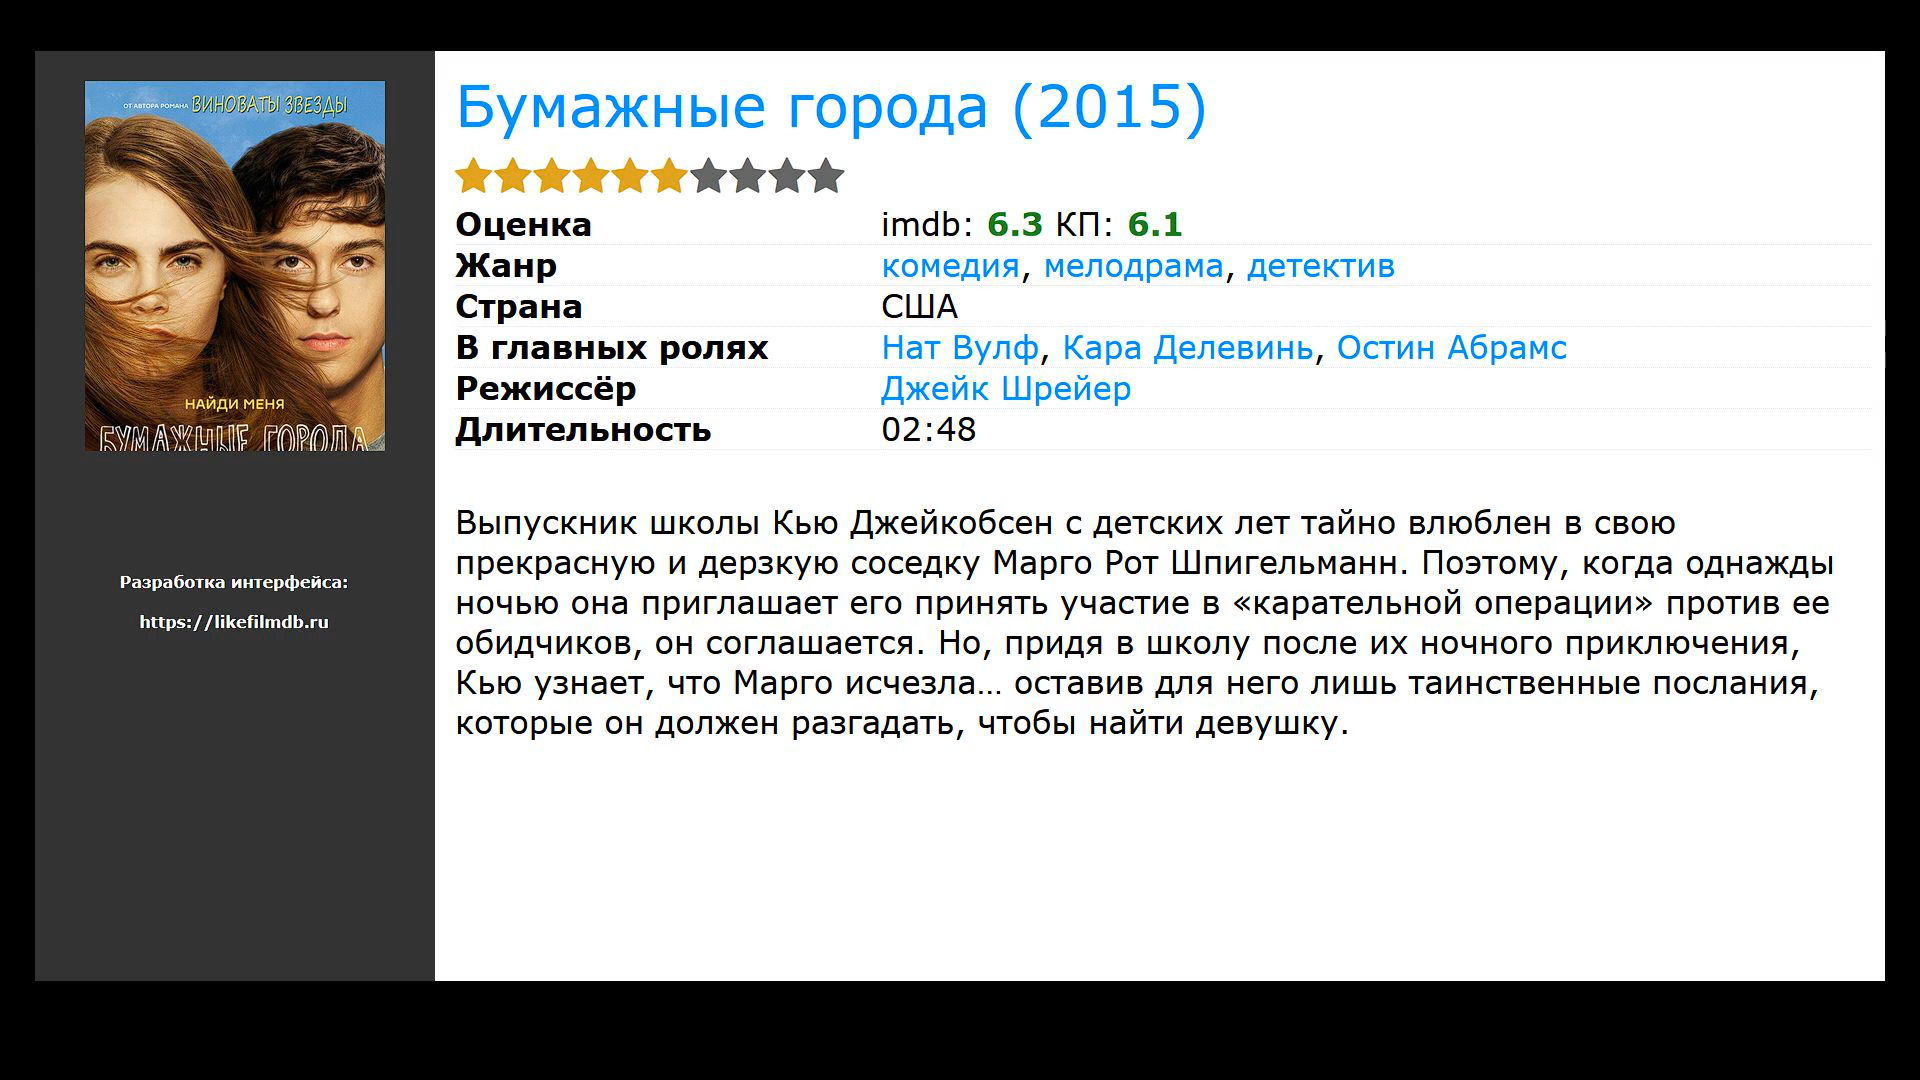 ОТ АВТОРА РОМАНА ВИНОВАТЫ ЗВЕЗДЫ
НАЙДИ МЕНЯ
БУМАЖНЫЕ ГОРОДА
Разработка интерфейса:
https://likefilmdb.ru
Бумажные города (2015)
Оценка imdb: 6.3 КП: 6.1
Жанр комедия, мелодрама, детектив
Страна США
В главных ролях Нат Вулф, Кара Делевинь, Остин Абрамс
Режиссёр Джейк Шрейер
Длительность 02:48
Выпускник школы Кью Джейкобсен с детских лет тайно влюблен в свою
прекрасную и дерзкую соседку Марго Рот Шпигельманн. Поэтому, когда однажды
ночью она приглашает его принять участие в «карательной операции» против ее
обидчиков, он соглашается. Но, придя в школу после их ночного приключения,
Кью узнает, что Марго исчезла… оставив для него лишь таинственные послания,
которые он должен разгадать, чтобы найти девушку.